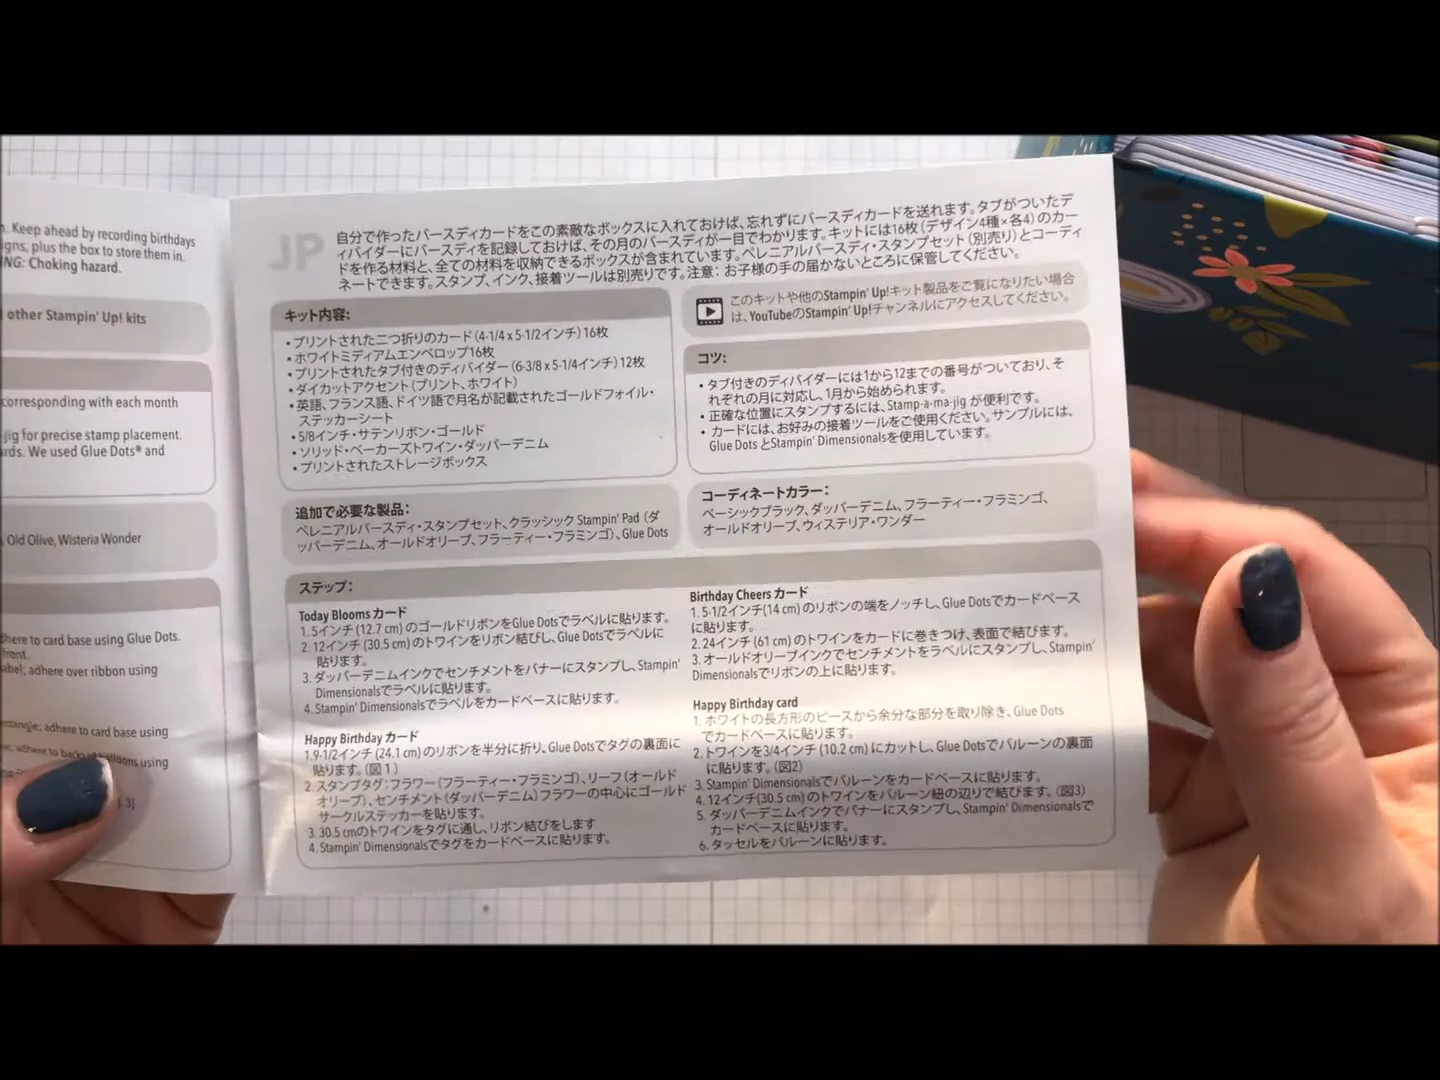 n. Keep ahead by recording birthdays
igns, plus the box to store them in.
NG: Choking hazard.
other Stampin' Up! kits
corresponding with each month
-jig for precise stamp placement.
rds. We used Glue Dots® and
Old Olive, Wisteria Wonder
dhere to card base using Glue Dots.
front.
abel; adhere over ribbon using
ectangle; adhere to card base using
adhere to back of balloons using
JP
自分で作ったバースディカードをこの素敵なボックスに入れておけば、忘れずにバースディカードを送れます。タブがついたデ
ィバイダーにバースディを記録しておけば、その月のバースディが一目でわかります。キットには16枚(デザイン4種×各4)のカー
ドを作る材料と、全ての材料を収納できるボックスが含まれています。ペレニアルバースディ・スタンプセット(別売り)とコーディ
ネートできます。スタンプ、インク、接着ツールは別売りです。注意：お子様の手の届かないところに保管してください。
キット内容:
• プリントされた二つ折りのカード (4-1/4 x 5-1/2インチ) 16枚
• ホワイトミディアムエンベロップ16枚
• プリントされたタブ付きのディバイダー (6-3/8 x 5-1/4インチ) 12枚
• ダイカットアクセント(プリント、ホワイト)
• 英語、フランス語、ドイツ語で月名が記載されたゴールドフォイル・
ステッカーシート
• 5/8インチ・サテンリボン・ゴールド
• ソリッド・ベーカーズトワイン・ダッパーデニム
• プリントされたストレージボックス
このキットや他のStampin' Up!キット製品をご覧になりたい場合
は、YouTubeのStampin' Up!チャンネルにアクセスしてください。
コツ:
• タブ付きのディバイダーには1から12までの番号がついており、そ
れぞれの月に対応し、1月から始められます。
• 正確な位置にスタンプするには、Stamp-a-ma-jig が便利です。
• カードには、お好みの接着ツールをご使用ください。サンプルには、
Glue Dots とStampin' Dimensionalsを使用しています。
追加で必要な製品:
ペレニアルバースディ・スタンプセット、クラシック Stampin' Pad (ダ
ッパーデニム、オールドオリーブ、フラーティー・フラミンゴ)、Glue Dots
コーディネートカラー:
ベーシックブラック、ダッパーデニム、フラーティー・フラミンゴ、
オールドオリーブ、ウィステリア・ワンダー
ステップ:
Today Blooms カード
1. 5インチ (12.7 cm) のゴールドリボンをGlue Dotsでラベルに貼ります。
2. 12インチ (30.5 cm) のトワインをリボン結びし、Glue Dotsでラベルに
貼ります。
3. ダッパーデニムインクでセンチメントをバナーにスタンプし、Stampin'
Dimensionalsでラベルに貼ります。
4. Stampin' Dimensionalsでラベルをカードベースに貼ります。
Happy Birthday カード
1. 9-1/2インチ (24.1 cm) のリボンを半分に折り、Glue Dotsでタグの裏面に
貼ります。(図1)
2. スタンプタグ：フラワー(フラーティー・フラミンゴ)、リーフ(オールド
オリーブ)、センチメント(ダッパーデニム)フラワーの中心にゴールド
サークルステッカーを貼ります。
3. 30.5 cmのトワインをタグに通し、リボン結びをします
4. Stampin' Dimensionalsでタグをカードベースに貼ります。
Birthday Cheers カード
1. 5-1/2インチ(14 cm) のリボンの端をノッチし、Glue Dotsでカードベース
に貼ります。
2. 24インチ (61 cm) のトワインをカードに巻きつけ、表面で結びます。
3. オールドオリーブインクでセンチメントをラベルにスタンプし、Stampin'
Dimensionalsでリボンの上に貼ります。
Happy Birthday card
1. ホワイトの長方形のピースから余分な部分を取り除き、Glue Dots
でカードベースに貼ります。
2. トワインを3/4インチ (10.2 cm) にカットし、Glue Dotsでバルーンの裏面
に貼ります。(図2)
3. Stampin' Dimensionalsでバルーンをカードベースに貼ります。
4. 12インチ(30.5 cm) のトワインをバルーン紐の辺りで結びます。(図3)
5. ダッパーデニムインクでバナーにスタンプし、Stampin' Dimensionalsで
カードベースに貼ります。
6. タッセルをバルーンに貼ります。